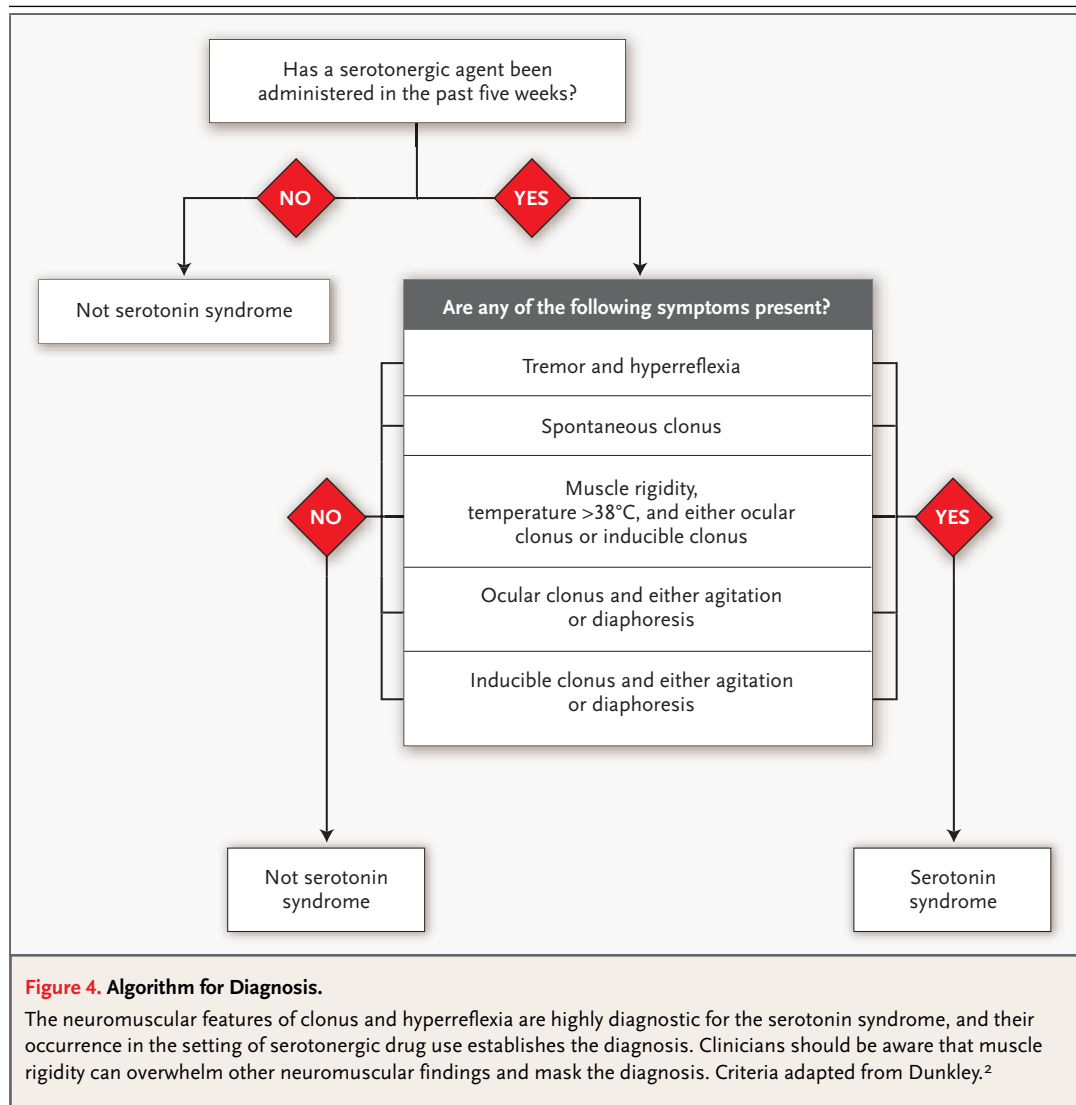 Has a serotonergic agent been
administered in the past five weeks?
NO
YES
Not serotonin syndrome
Are any of the following symptoms present?
Tremor and hyperreflexia
Spontaneous clonus
Muscle rigidity,
temperature >38°C, and either ocular
clonus or inducible clonus
NO
YES
Ocular clonus and either agitation
or diaphoresis
Inducible clonus and either agitation
or diaphoresis
Not serotonin
syndrome
Serotonin
syndrome
Figure 4. Algorithm for Diagnosis.
The neuromuscular features of clonus and hyperreflexia are highly diagnostic for the serotonin syndrome, and their
occurrence in the setting of serotonergic drug use establishes the diagnosis. Clinicians should be aware that muscle
rigidity can overwhelm other neuromuscular findings and mask the diagnosis. Criteria adapted from Dunkley.²